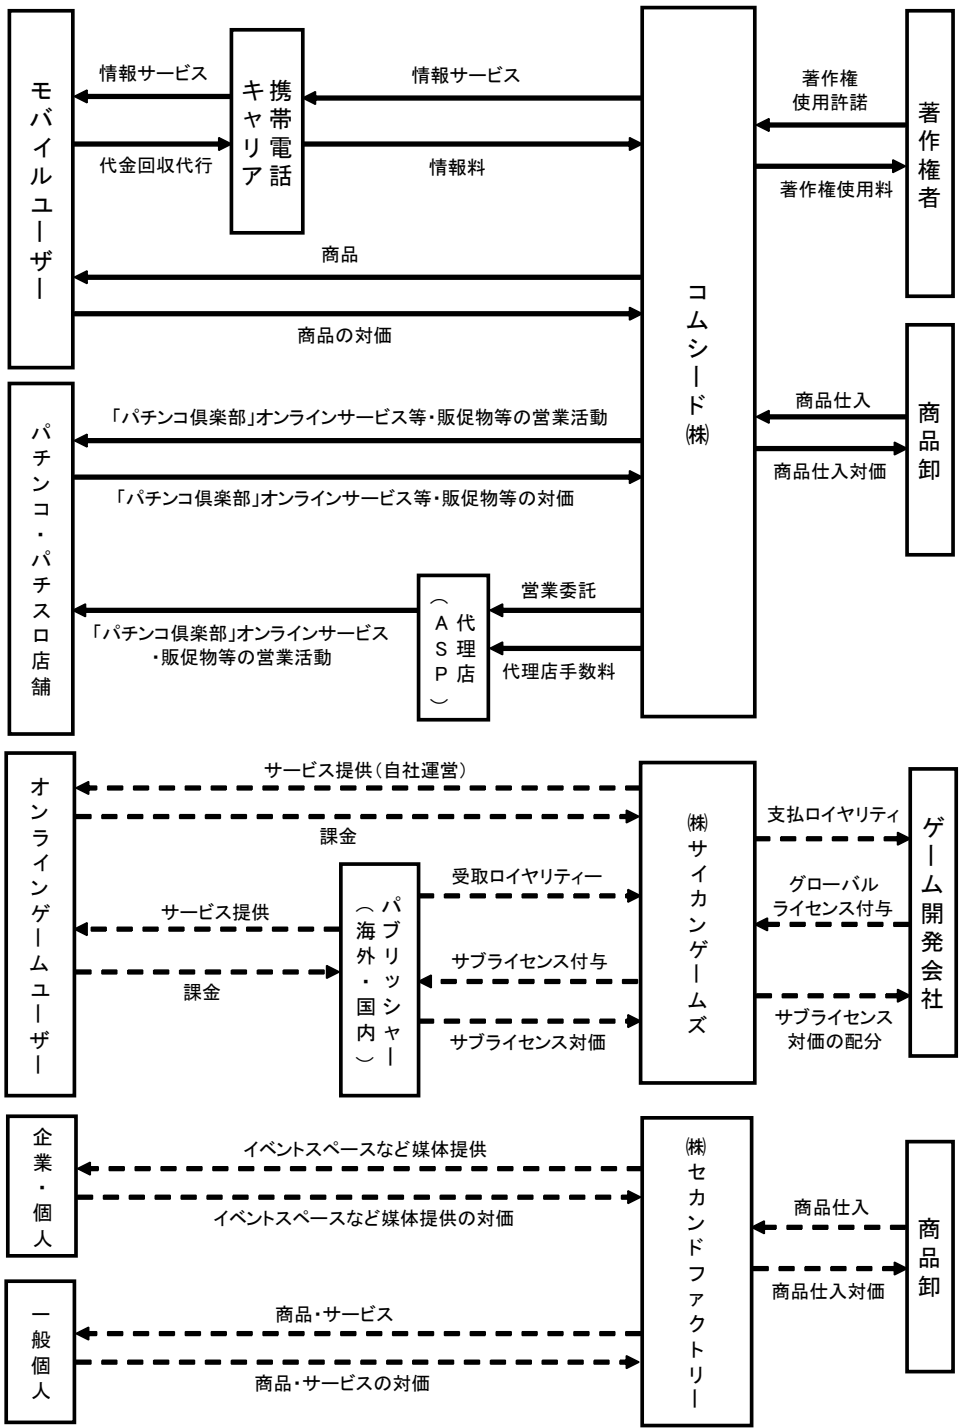 モバイルユーザー
情報サービス
代金回収代行
携帯電話
キャリア
情報サービス
情報料
商品
商品の対価
コムシード㈱
著作権
使用許諾
著作権使用料
著作権者
商品仕入
商品仕入対価
商品卸
パチンコ・パチスロ店舗
「パチンコ倶楽部」オンラインサービス等・販促物等の営業活動
「パチンコ倶楽部」オンラインサービス等・販促物等の対価
「パチンコ倶楽部」オンラインサービス
・販促物等の営業活動
代理店
(ASP)
営業委託
代理店手数料
オンラインゲームユーザー
サービス提供(自社運営)
課金
サービス提供
課金
パブリッシャー
(海外・国内)
受取ロイヤリティー
サブライセンス付与
サブライセンス対価
㈱サイカンゲームズ
支払ロイヤリティ
グローバル
ライセンス付与
サブライセンス
対価の配分
ゲーム開発会社
企業・個人
イベントスペースなど媒体提供
イベントスペースなど媒体提供の対価
㈱セカンドファクトリー
商品仕入
商品仕入対価
商品卸
一般個人
商品・サービス
商品・サービスの対価